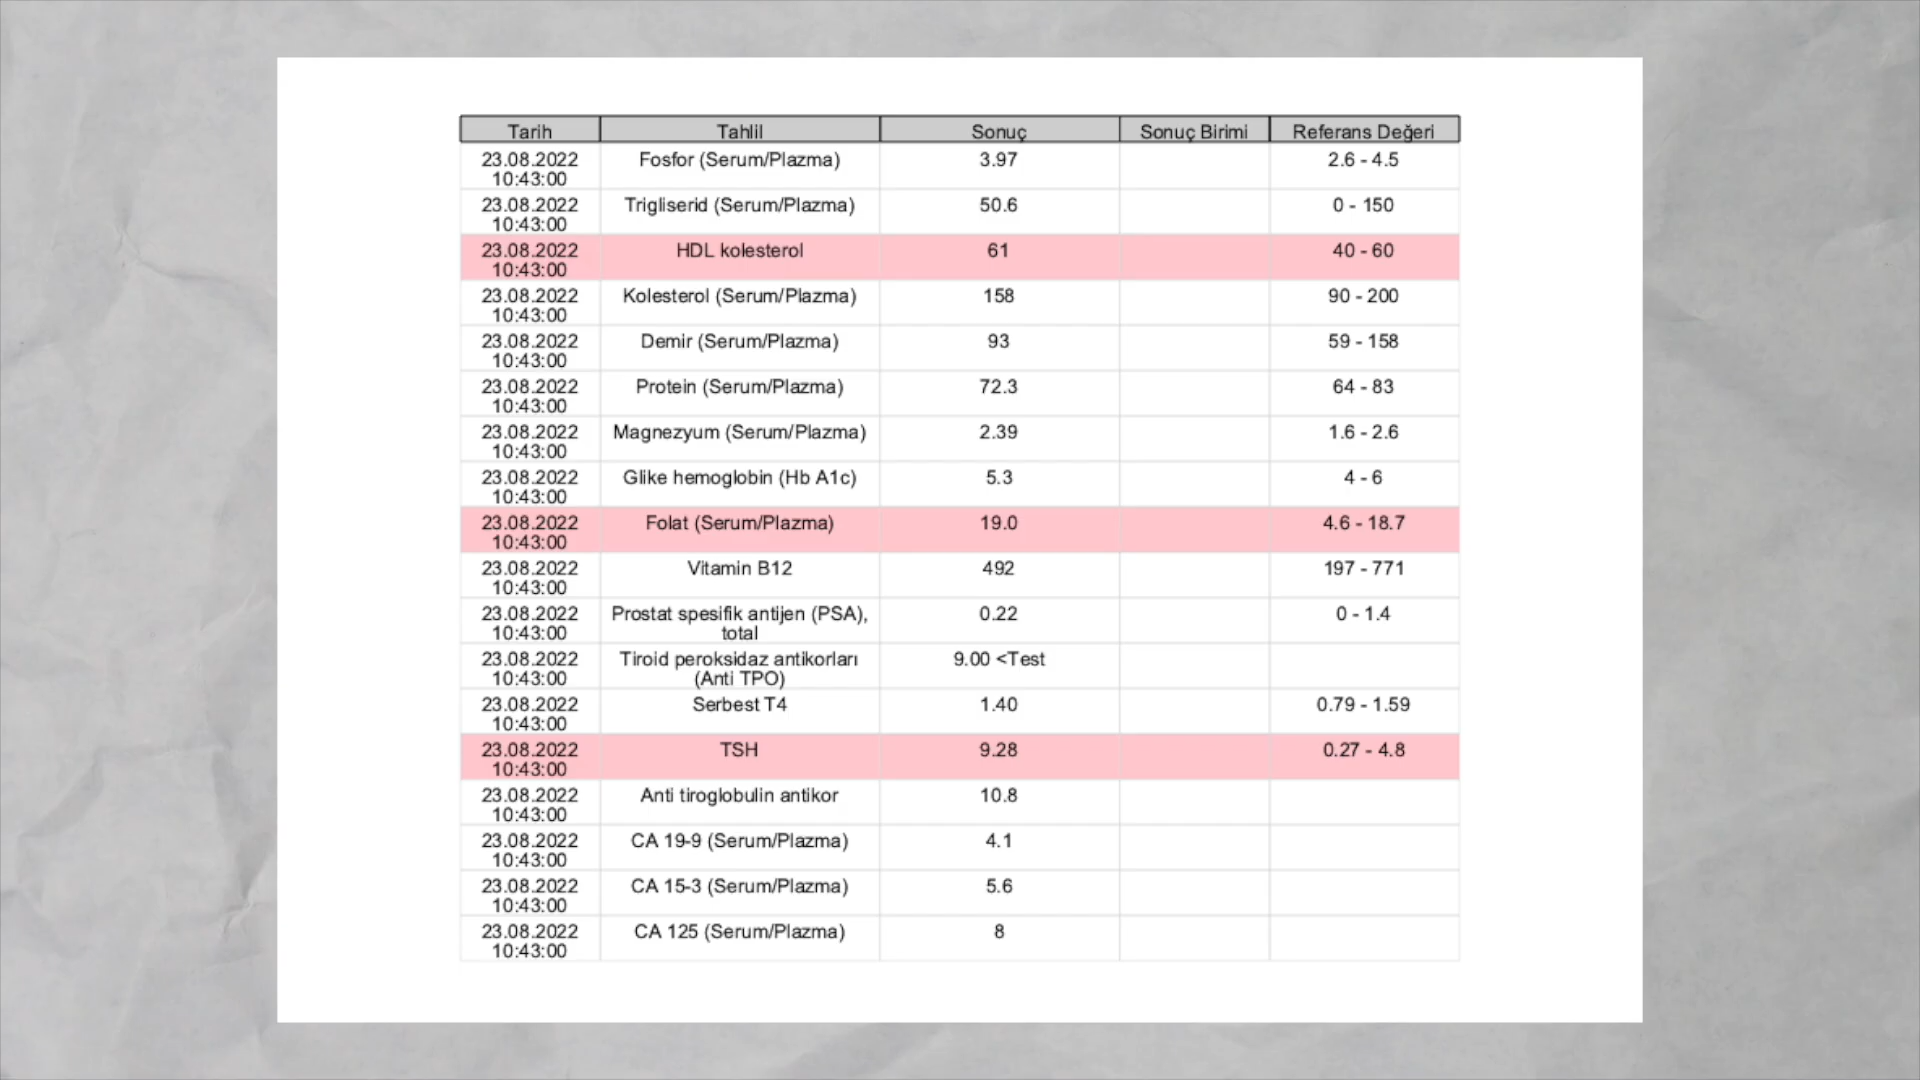 Tarih Tahlil Sonuç Sonuç Birimi Referans Değeri
23.08.2022 Fosfor (Serum/Plazma) 3.97 2.6 - 4.5
10:43:00
23.08.2022 Trigliserid (Serum/Plazma) 50.6 0 - 150
10:43:00
23.08.2022 HDL kolesterol 61 40 - 60
10:43:00
23.08.2022 Kolesterol (Serum/Plazma) 158 90 - 200
10:43:00
23.08.2022 Demir (Serum/Plazma) 93 59 - 158
10:43:00
23.08.2022 Protein (Serum/Plazma) 72.3 64 - 83
10:43:00
23.08.2022 Magnezyum (Serum/Plazma) 2.39 1.6 - 2.6
10:43:00
23.08.2022 Glike hemoglobin (Hb A1c) 5.3 4 - 6
10:43:00
23.08.2022 Folat (Serum/Plazma) 19.0 4.6 - 18.7
10:43:00
23.08.2022 Vitamin B12 492 197 - 771
10:43:00
23.08.2022 Prostat spesifik antijen (PSA), 0.22 0 - 1.4
10:43:00 total
23.08.2022 Tiroid peroksidaz antikorları 9.00 <Test
10:43:00 (Anti TPO)
23.08.2022 Serbest T4 1.40 0.79 - 1.59
10:43:00
23.08.2022 TSH 9.28 0.27 - 4.8
10:43:00
23.08.2022 Anti tiroglobulin antikor 10.8
10:43:00
23.08.2022 CA 19-9 (Serum/Plazma) 4.1
10:43:00
23.08.2022 CA 15-3 (Serum/Plazma) 5.6
10:43:00
23.08.2022 CA 125 (Serum/Plazma) 8
10:43:00